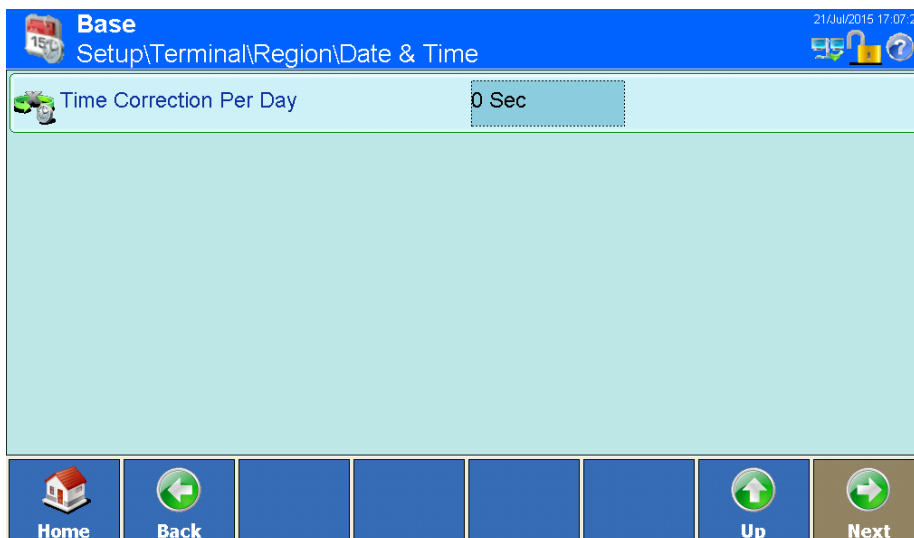 Base
21/Jul/2015 17:07:2
Setup\Terminal\Region\Date & Time
Time Correction Per Day
0 Sec
Home
Back
Up
Next